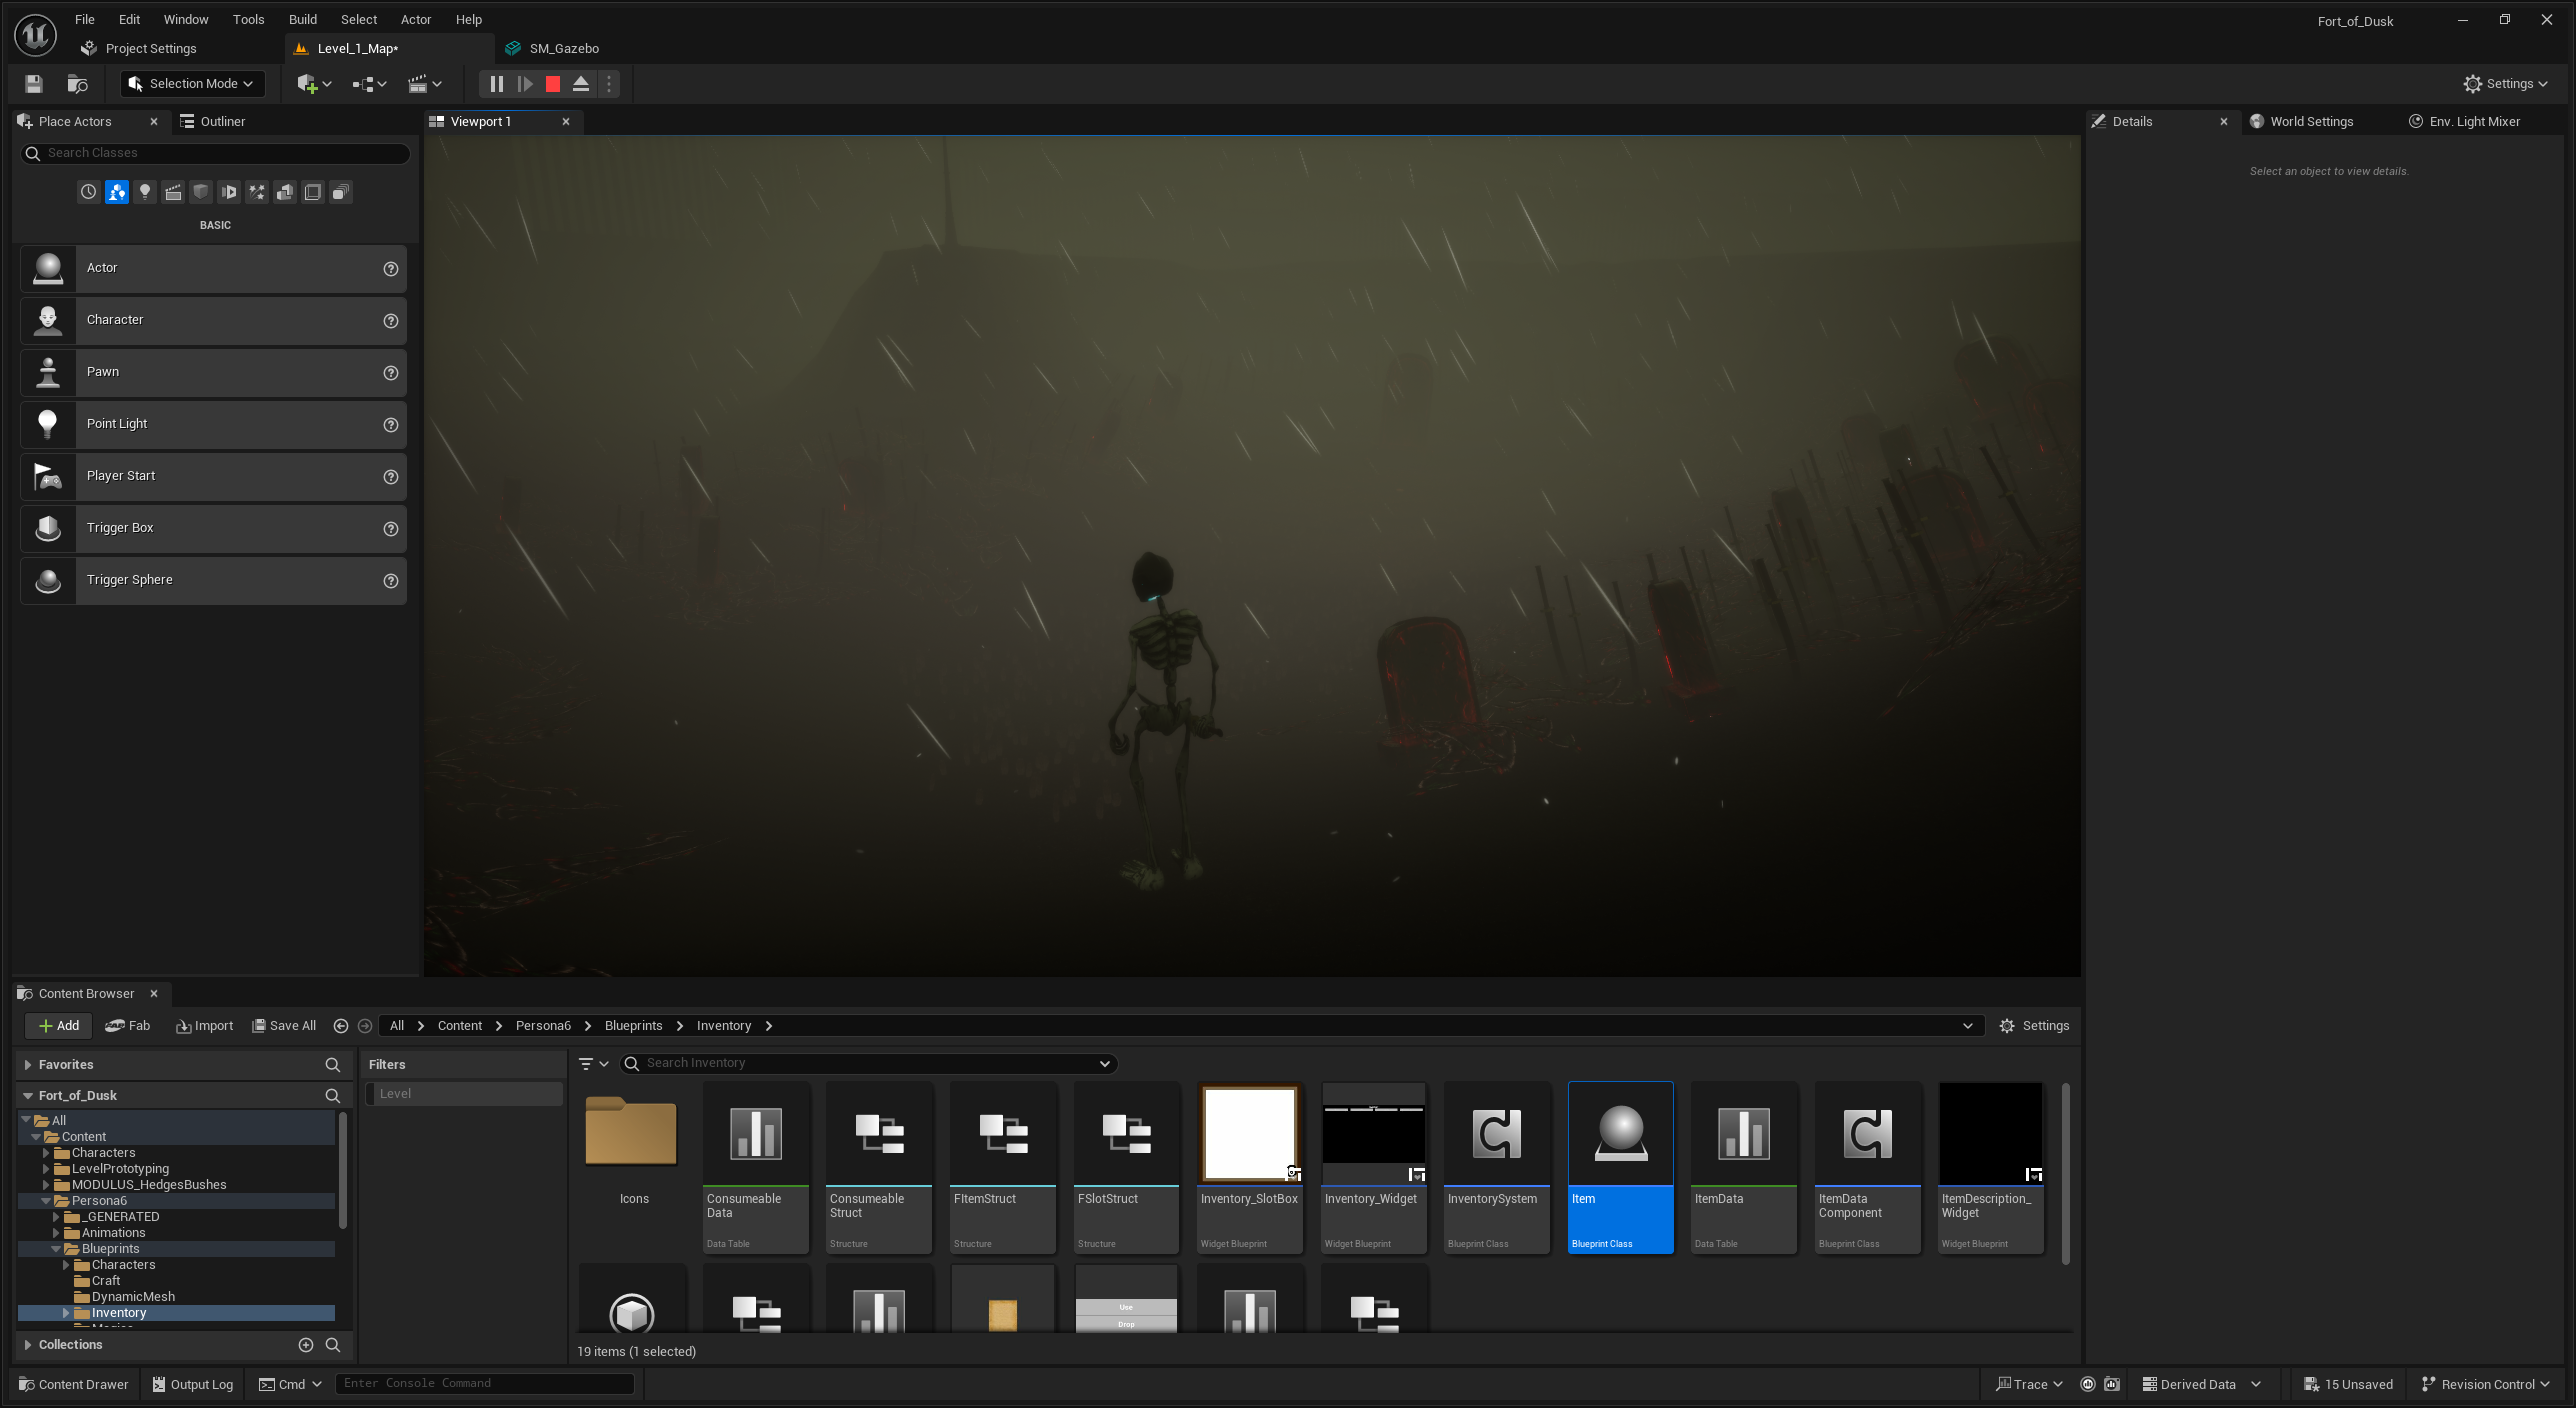 File Edit Window Tools Build Select Actor Help
Fort_of_Dusk
Project Settings
Level_1_Map*
SM_Gazebo
Selection Mode
Settings
Place Actors
Outliner
Viewport 1
Details
World Settings
Env. Light Mixer
Search Classes
Select an object to view details.
BASIC
Actor
Character
Pawn
Point Light
Player Start
Trigger Box
Trigger Sphere
Content Browser
Add
Fab
Import
Save All
All > Content > Persona6 > Blueprints > Inventory >
Settings
Favorites
Filters
Search Inventory
Level
Fort_of_Dusk
All
Content
Characters
LevelPrototyping
MODULUS_HedgesBushes
Persona6
_GENERATED
Animations
Blueprints
Characters
Craft
DynamicMesh
Inventory
Collections
Icons
Consumeable
Data
Data Table
Consumeable
Struct
Structure
FItemStruct
Structure
FSlotStruct
Structure
Inventory_SlotBox
Widget Blueprint
Inventory_Widget
Widget Blueprint
InventorySystem
Blueprint Class
Item
Blueprint Class
ItemData
Data Table
ItemData
Component
Blueprint Class
ItemDescription_
Widget
Widget Blueprint
Use
Drop
19 items (1 selected)
Content Drawer
Output Log
Cmd
Enter Console Command
Trace
Derived Data
15 Unsaved
Revision Control